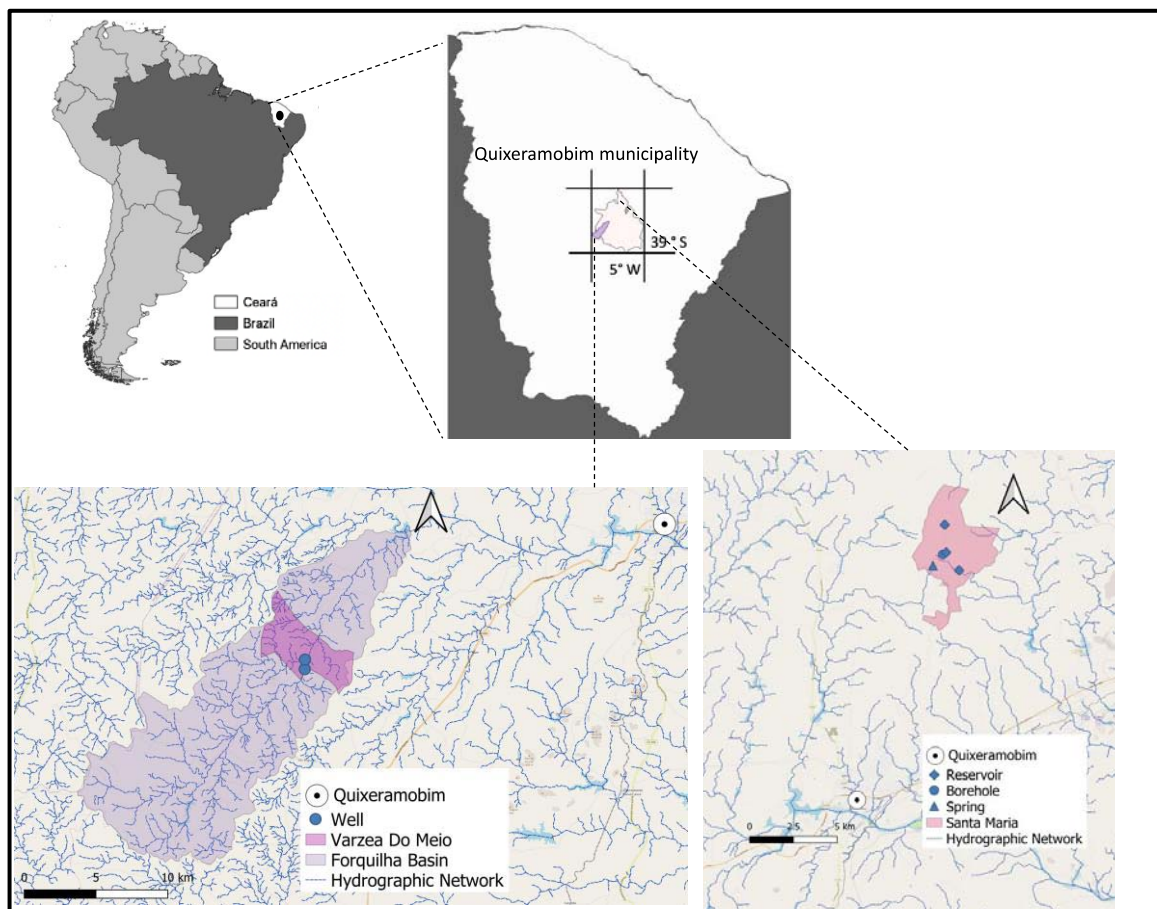 Quixeramobim municipality
39 ° S
5° W
Ceará
Brazil
South America
Quixeramobim
Well
Varzea Do Meio
Forquilha Basin
Hydrographic Network
0 5 10 km
Quixeramobim
Reservoir
Borehole
Spring
Santa Maria
Hydrographic Network
0 2.5 5 km